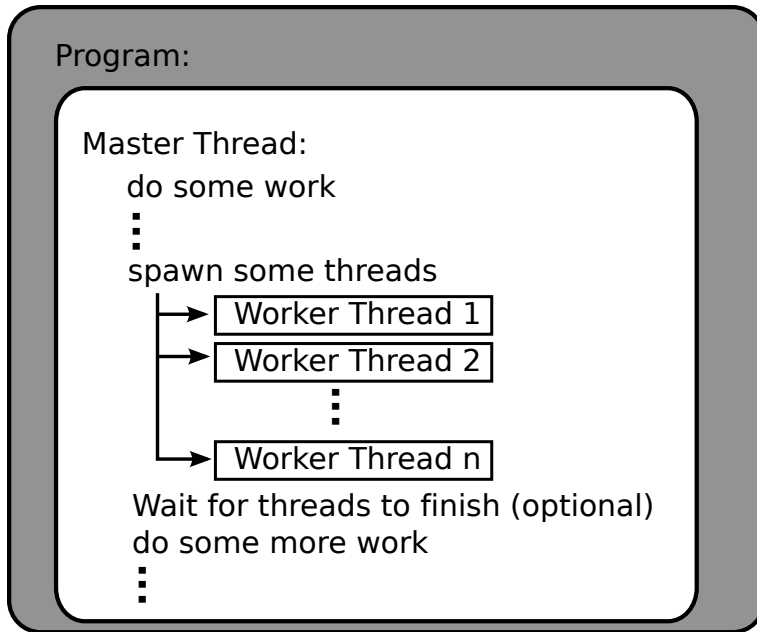 Program:
Master Thread:
do some work
spawn some threads
Worker Thread 1
Worker Thread 2
Worker Thread n
Wait for threads to finish (optional)
do some more work